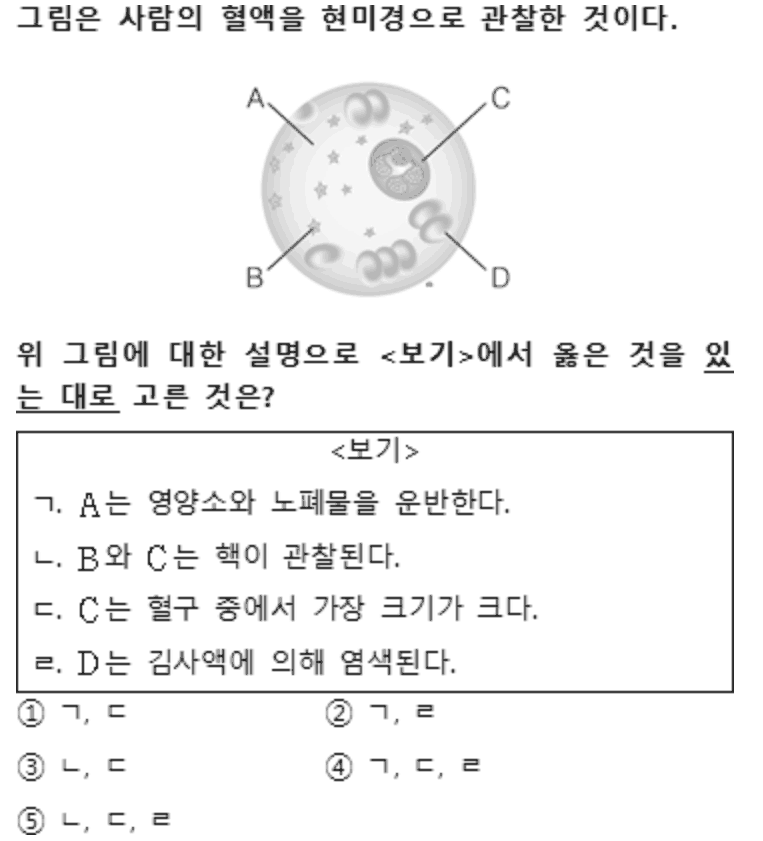 그림은 사람의 혈액을 현미경으로 관찰한 것이다.
A
C
B
D
위 그림에 대한 설명으로 <보기>에서 옳은 것을 있
는 대로 고른 것은?
<보기>
ㄱ. A는 영양소와 노폐물을 운반한다.
ㄴ. B와 C는 핵이 관찰된다.
ㄷ. C는 혈구 중에서 가장 크기가 크다.
ㄹ. D는 김사액에 의해 염색된다.
① ㄱ, ㄷ
② ㄱ, ㄹ
③ ㄴ, ㄷ
④ ㄱ, ㄷ, ㄹ
⑤ ㄴ, ㄷ, ㄹ